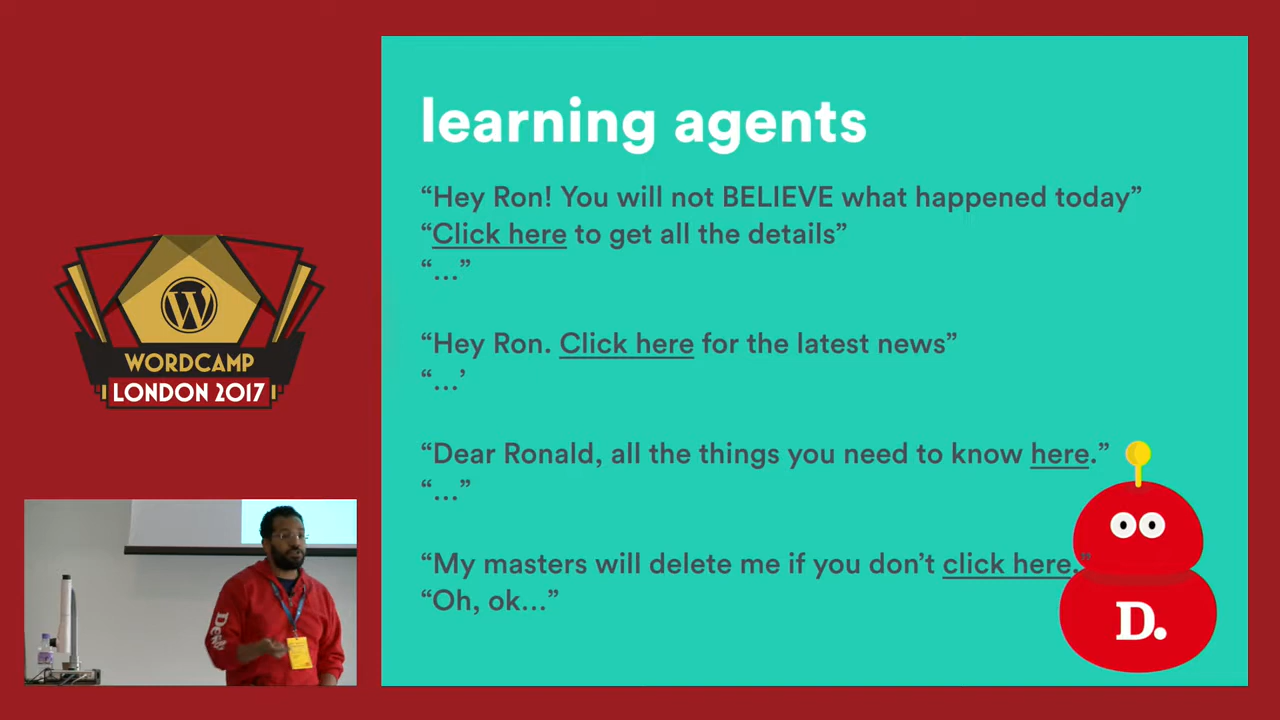 learning agents
“Hey Ron! You will not BELIEVE what happened today”
“Click here to get all the details”
“...”
“Hey Ron. Click here for the latest news”
“...’
“Dear Ronald, all the things you need to know here.”
“...”
“My masters will delete me if you don’t click here.”
“Oh, ok...”
D.
W
WORDCAMP
LONDON 2017